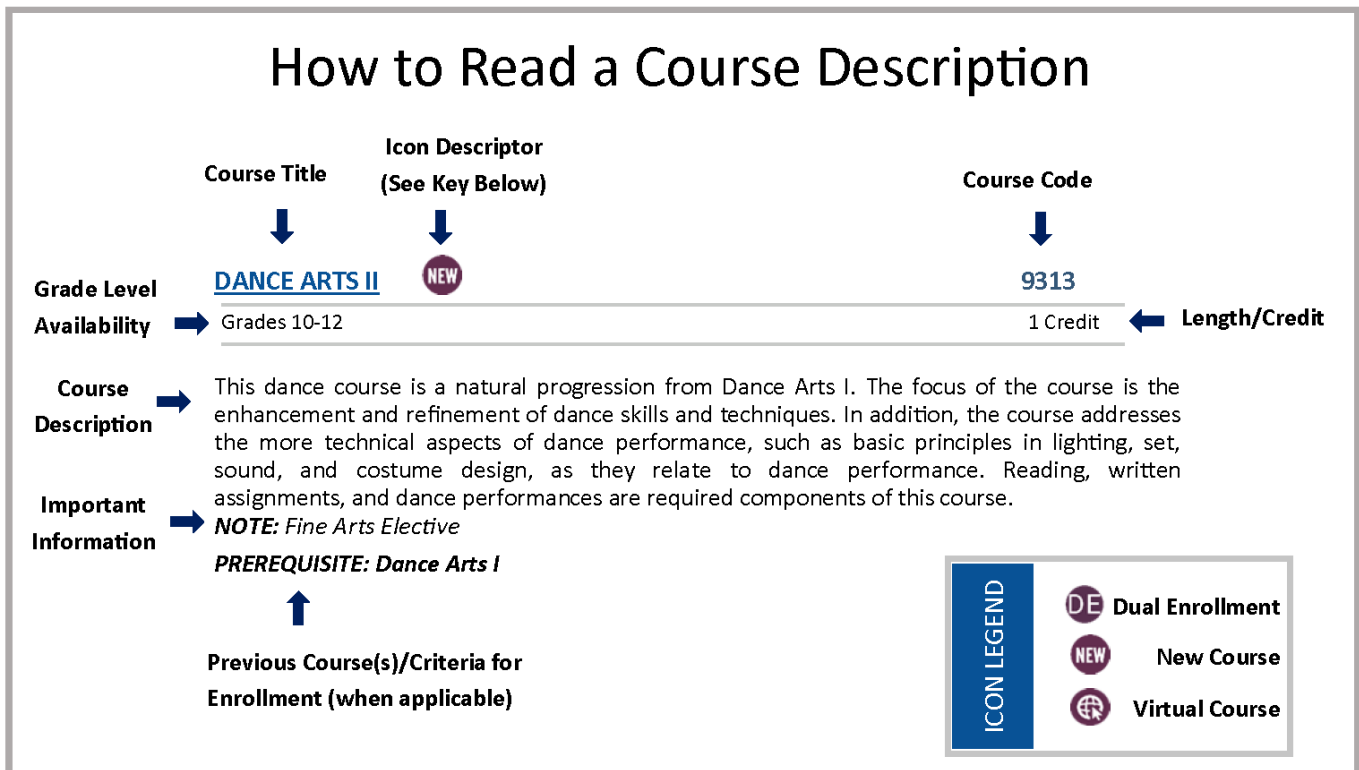 How to Read a Course Description
Icon Descriptor
(See Key Below)
Course Title
Course Code
DANCE ARTS II
NEW
9313
Grade Level
Availability
Grades 10-12
1 Credit
Length/Credit
Course
Description
This dance course is a natural progression from Dance Arts I. The focus of the course is the
enhancement and refinement of dance skills and techniques. In addition, the course addresses
the more technical aspects of dance performance, such as basic principles in lighting, set,
sound, and costume design, as they relate to dance performance. Reading, written
assignments, and dance performances are required components of this course.
Important
Information
NOTE: Fine Arts Elective
PREREQUISITE: Dance Arts I
Previous Course(s)/Criteria for
Enrollment (when applicable)
ICON LEGEND
DE Dual Enrollment
NEW New Course
Virtual Course